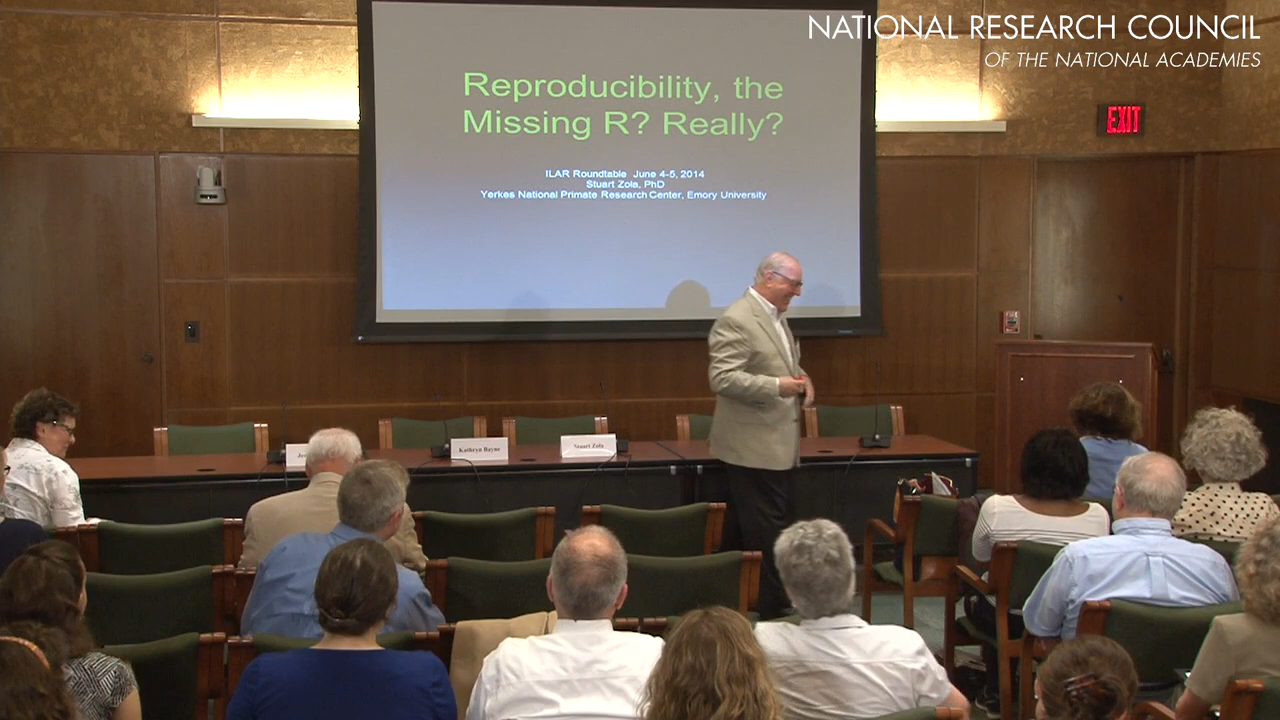 NATIONAL RESEARCH COUNCIL
OF THE NATIONAL ACADEMIES
Reproducibility, the
Missing R? Really?
ILAR Roundtable June 4-5, 2014
Stuart Zola, PhD
Yerkes National Primate Research Center, Emory University
EXIT
Kathryn Bayne
Stuart Zola